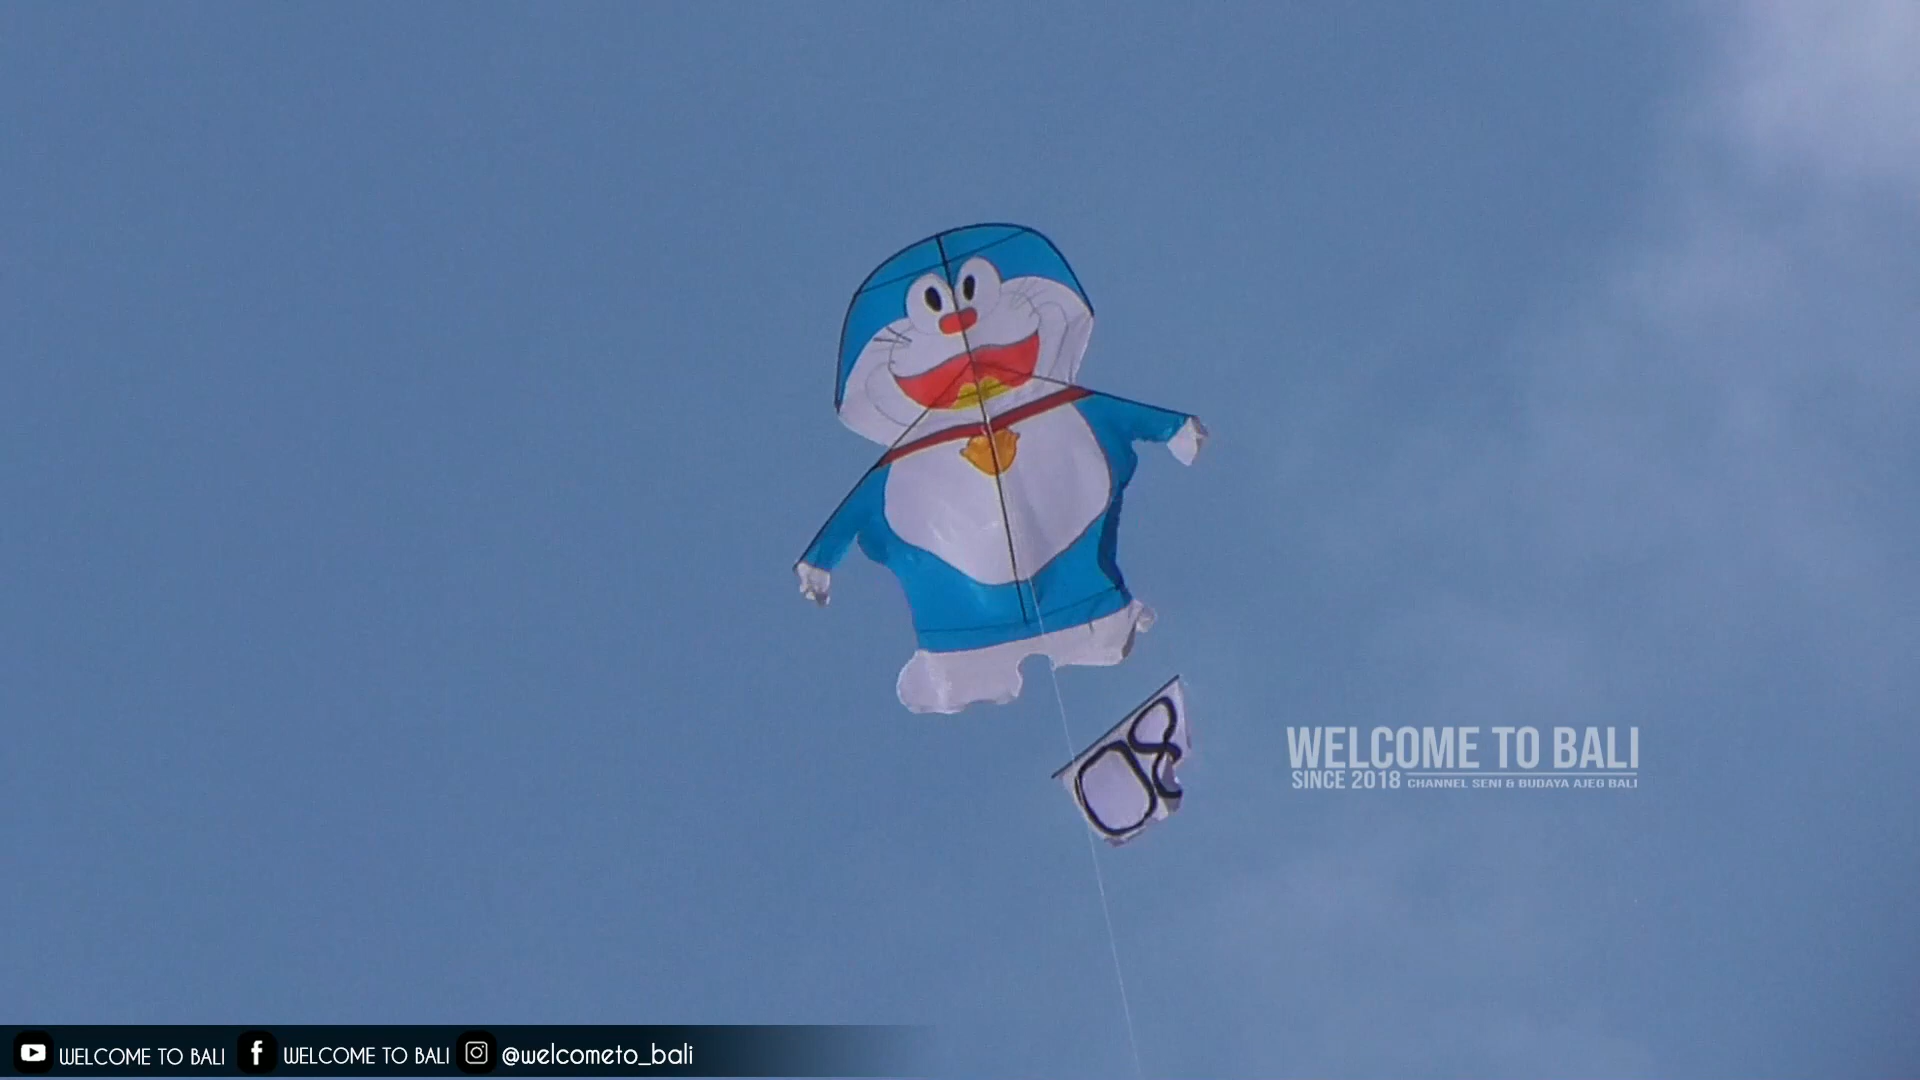 08
WELCOME TO BALI
SINCE 2018 CHANNEL SENI & BUDAYA AJEG BALI
WELCOME TO BALI WELCOME TO BALI @welcometo_bali